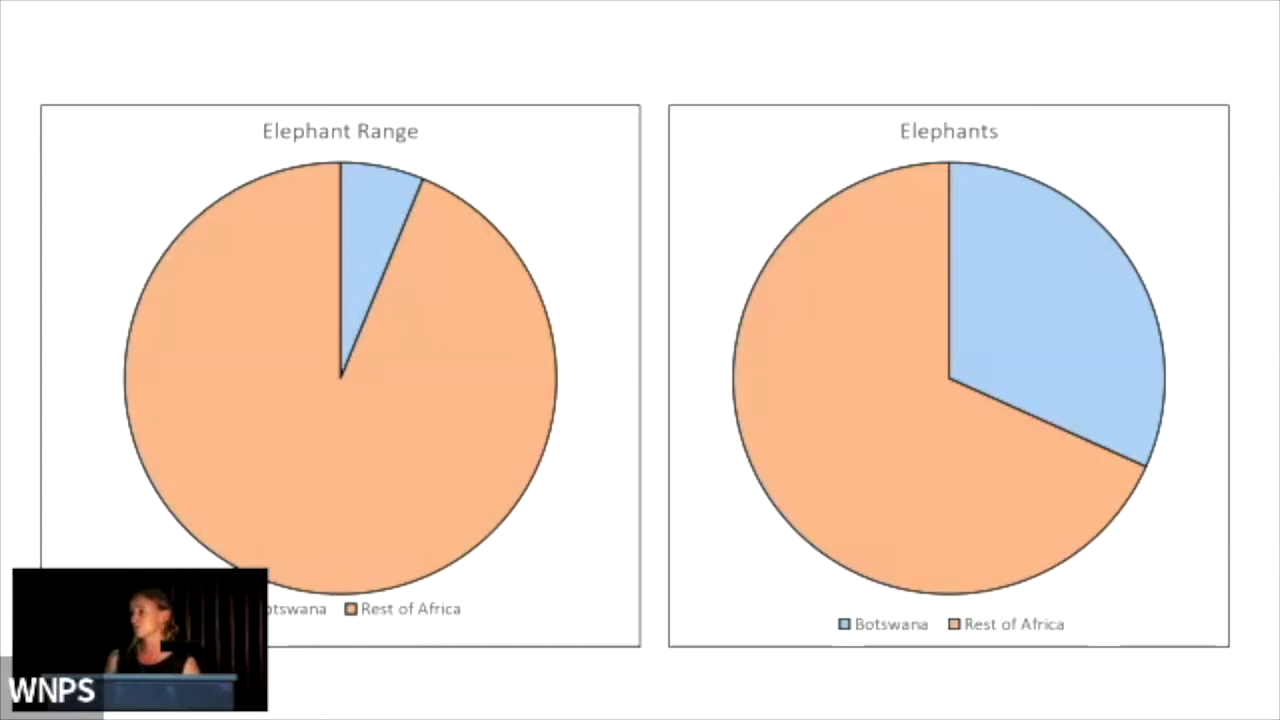 Elephant Range
Elephants
Rest of Africa
Botswana Rest of Africa
WNPS